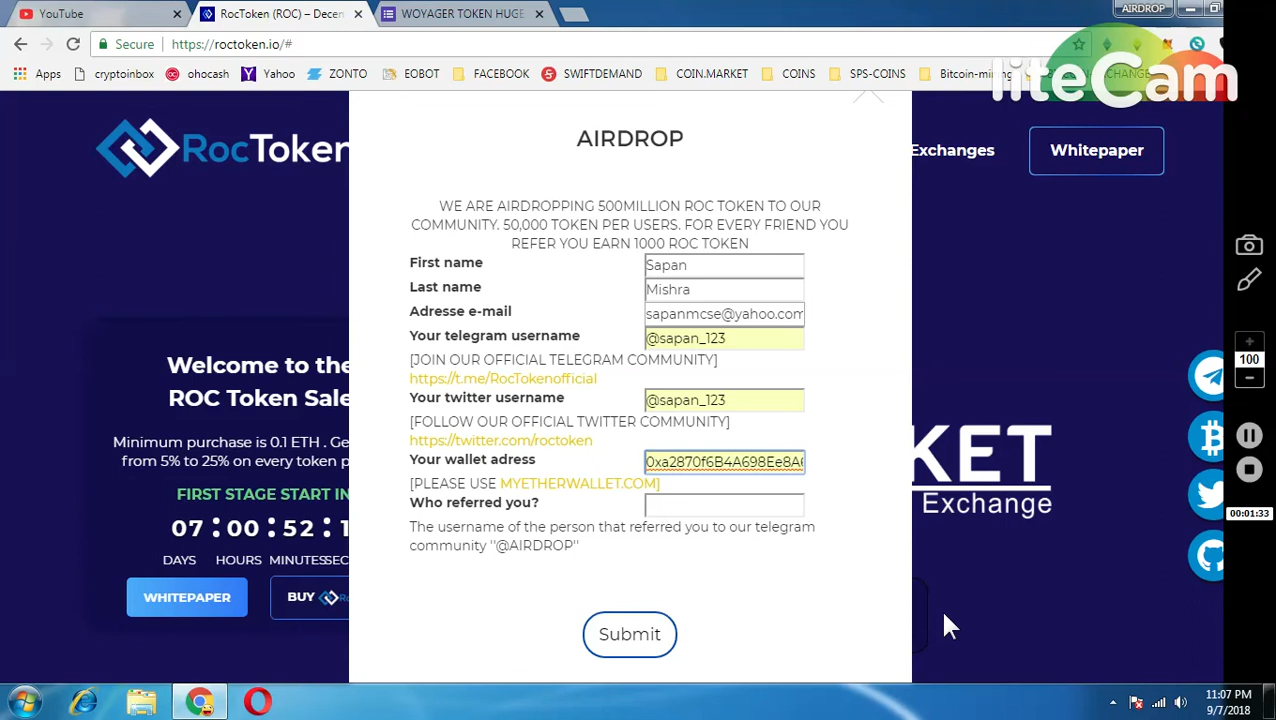 YouTube
RocToken (ROC) – Decen
WOYAGER TOKEN HUGE
AIRDROP
Secure
https://roctoken.io/#
Apps
cryptoinbox
ohocash
Yahoo
ZONTO
EOBOT
FACEBOOK
SWIFTDEMAND
COIN.MARKET
COINS
SPS-COINS
Bitcoin-mining
liteCam
RocToken
Exchanges
Whitepaper
AIRDROP
WE ARE AIRDROPPING 500MILLION ROC TOKEN TO OUR
COMMUNITY. 50,000 TOKEN PER USERS. FOR EVERY FRIEND YOU
REFER YOU EARN 1000 ROC TOKEN
First name
Sapan
Last name
Mishra
Adresse e-mail
sapanmcse@yahoo.com
Your telegram username
@sapan_123
[JOIN OUR OFFICIAL TELEGRAM COMMUNITY]
https://t.me/RocTokenofficial
Your twitter username
@sapan_123
[FOLLOW OUR OFFICIAL TWITTER COMMUNITY]
https://twitter.com/roctoken
Your wallet adress
0xa2870f6B4A698Ee8A
[PLEASE USE MYETHERWALLET.COM]
Who referred you?
The username of the person that referred you to our telegram
community "@AIRDROP"
Submit
Welcome to the
ROC Token Sale
Minimum purchase is 0.1 ETH . Ge
from 5% to 25% on every token p
FIRST STAGE START IN
07:00:52:1
DAYS HOURS MINUTES SEC
WHITEPAPER
BUY
KET
Exchange
100
00:01:33
11:07 PM
9/7/2018